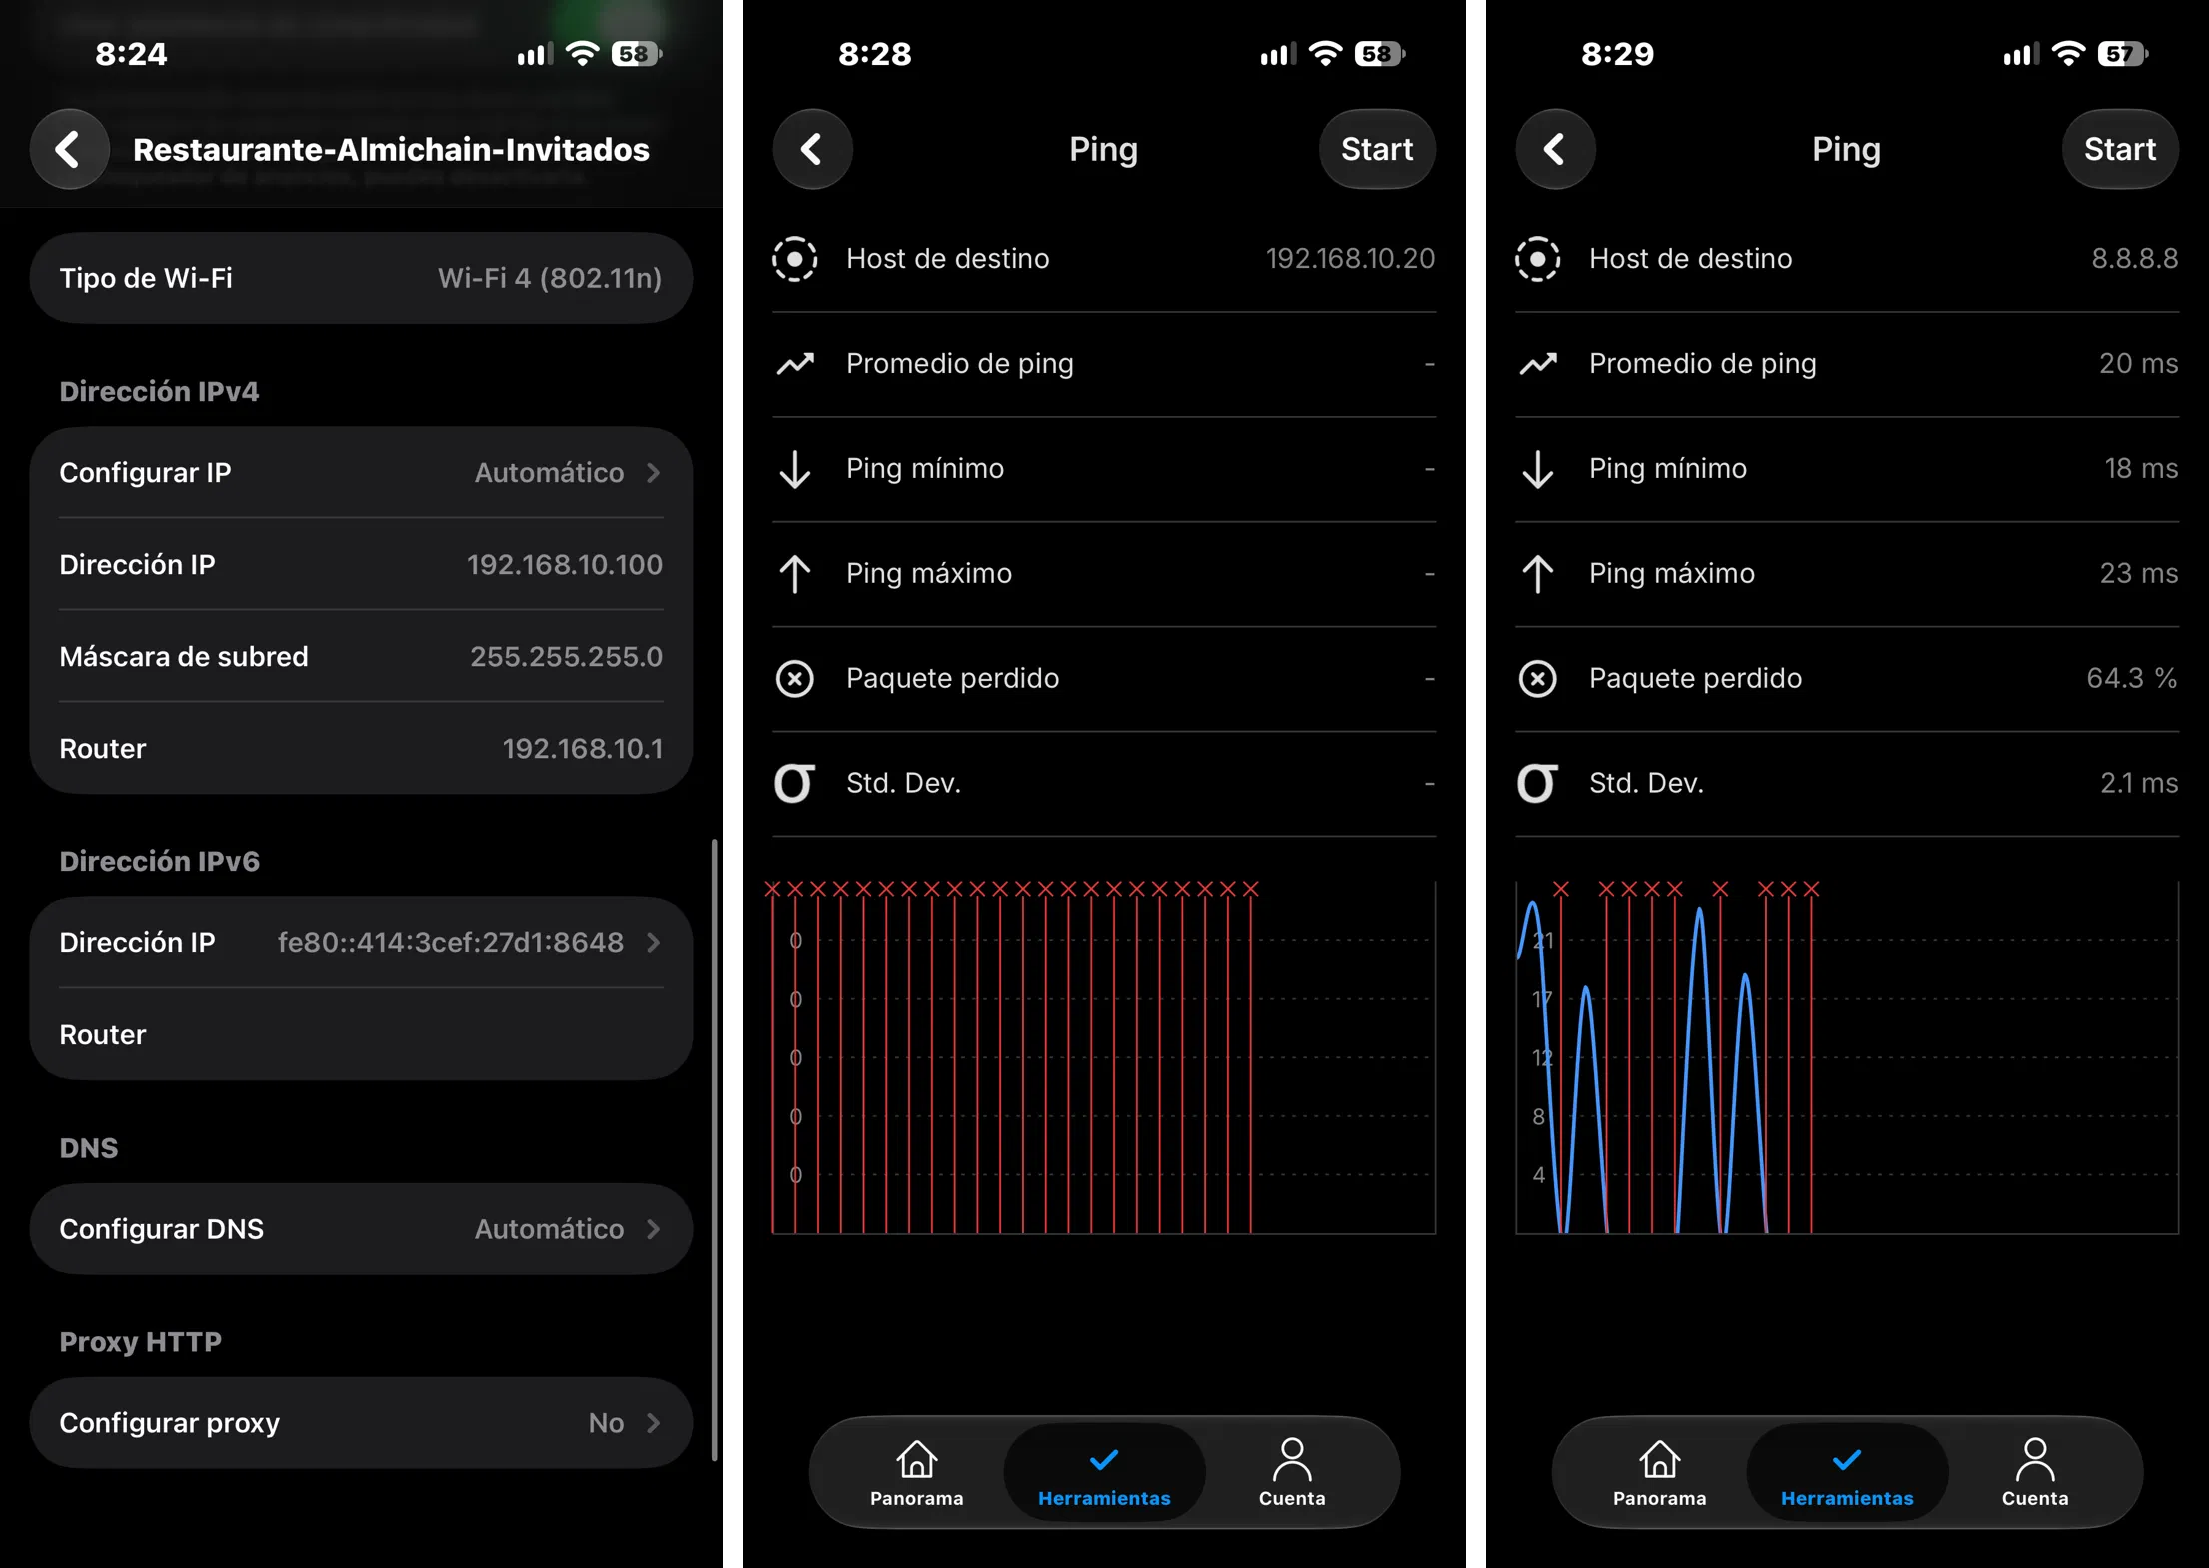 8:24
58
Restaurante-Almichain-Invitados
Tipo de Wi-Fi Wi-Fi 4 (802.11n)
Dirección IPv4
Configurar IP Automático
Dirección IP 192.168.10.100
Máscara de subred 255.255.255.0
Router 192.168.10.1
Dirección IPv6
Dirección IP fe80::414:3cef:27d1:8648
Router
DNS
Configurar DNS Automático
Proxy HTTP
Configurar proxy No
8:28
58
Ping
Start
Host de destino 192.168.10.20
Promedio de ping -
Ping mínimo -
Ping máximo -
Paquete perdido -
σ Std. Dev. -
0
0
0
0
0
Panorama
Herramientas
Cuenta
8:29
57
Ping
Start
Host de destino 8.8.8.8
Promedio de ping 20 ms
Ping mínimo 18 ms
Ping máximo 23 ms
Paquete perdido 64.3 %
σ Std. Dev. 2.1 ms
21
17
12
8
4
Panorama
Herramientas
Cuenta